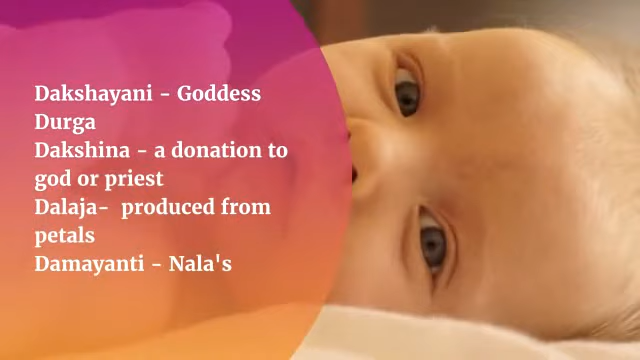 Dakshayani - Goddess
Durga
Dakshina - a donation to
god or priest
Dalaja-  produced from
petals
Damayanti - Nala's